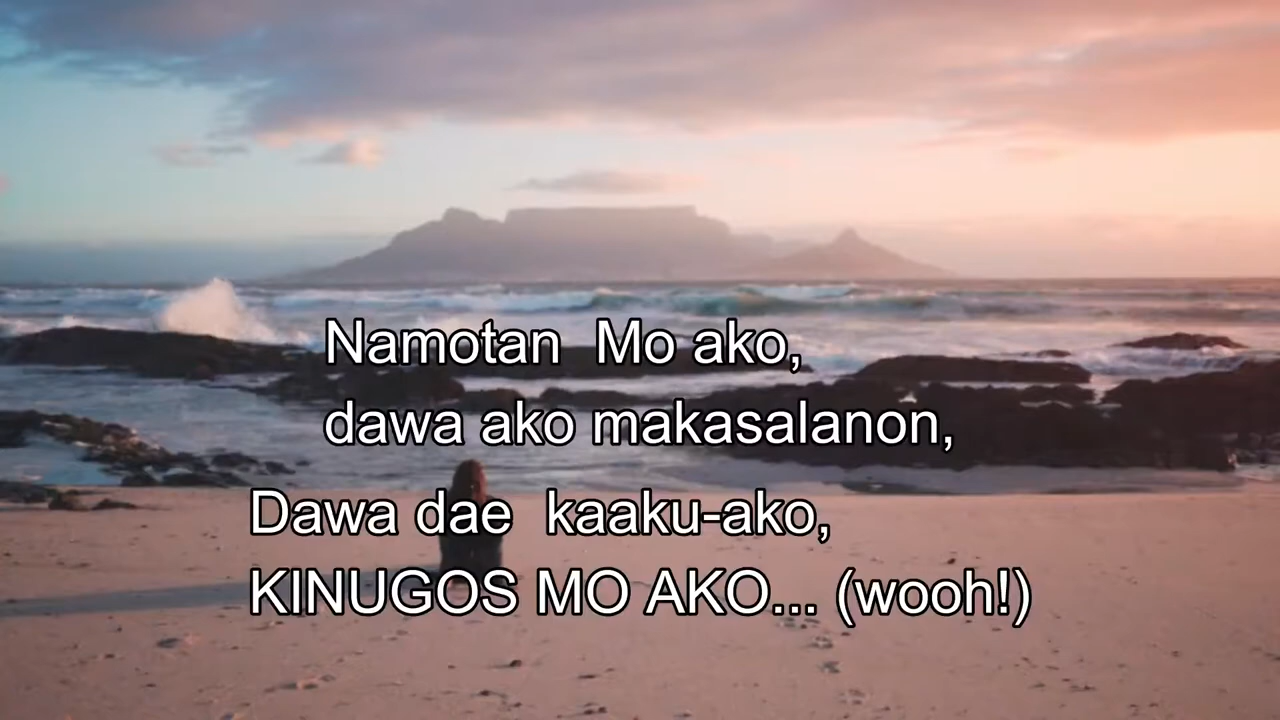 Namotan  Mo ako,
dawa ako makasalanon,
Dawa dae  kaaku-ako,
KINUGOS MO AKO... (wooh!)